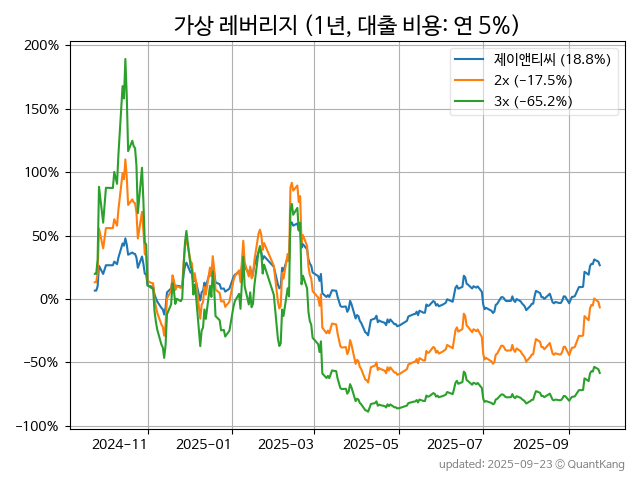 가상 레버리지 (1년, 대출 비용: 연 5%)
200%
150%
100%
50%
0%
−50%
−100%
제이앤티씨 (18.8%)
2x (−17.5%)
3x (−65.2%)
2024-11
2025-01
2025-03
2025-05
2025-07
2025-09
updated: 2025-09-23 © QuantKang